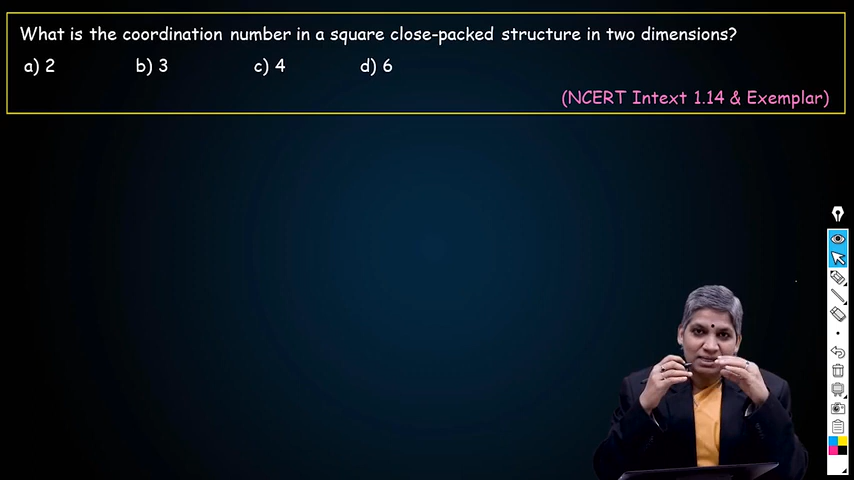 What is the coordination number in a square close-packed structure in two dimensions?
a) 2 b) 3 c) 4 d) 6
(NCERT Intext 1.14 & Exemplar)